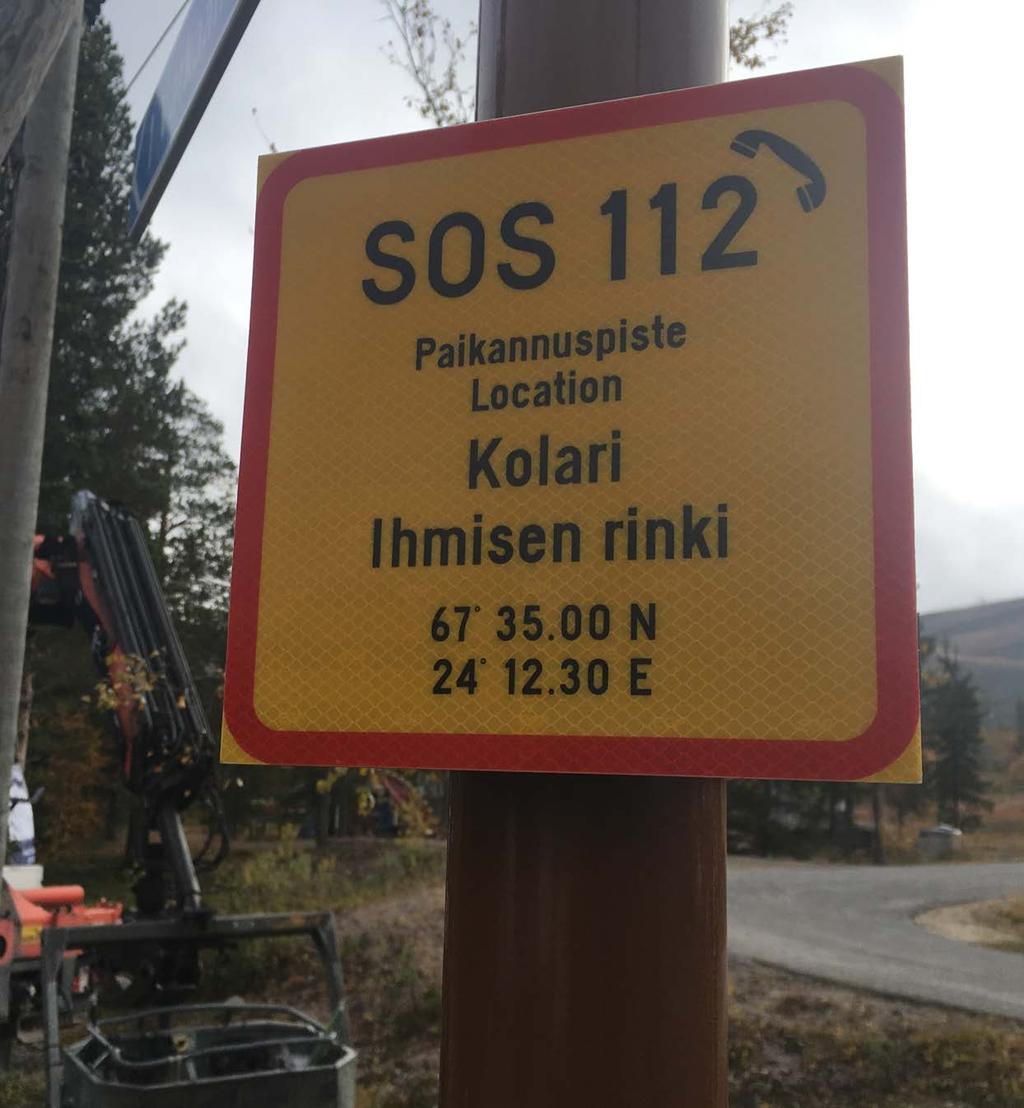 SOS 112
Paikannuspiste
Location
Kolari
Ihmisen rinki
67° 35.00 N
24° 12.30 E